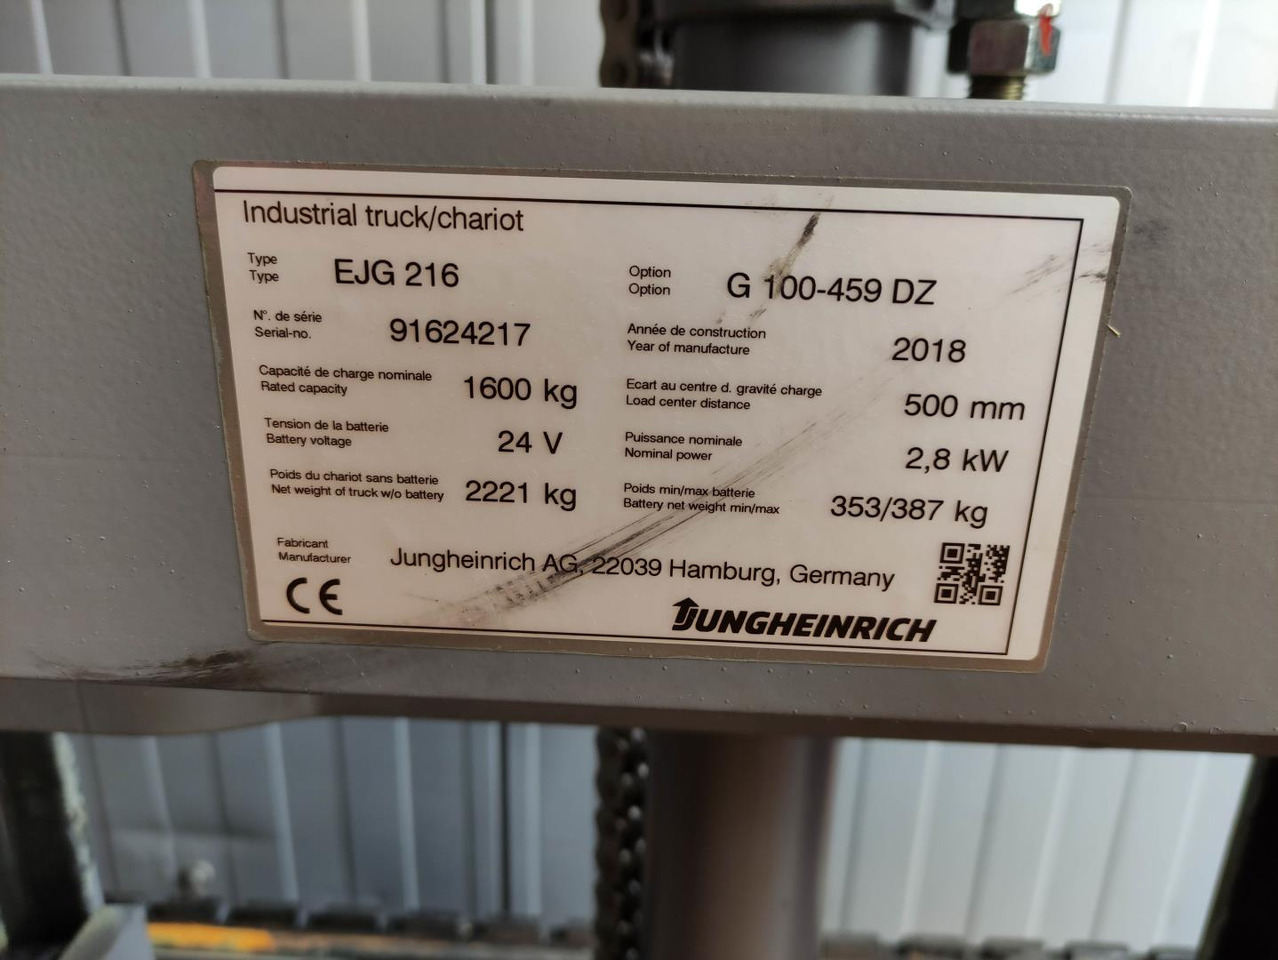 Industrial truck/chariot
Type
Type
EJG 216
Option
Option
G 100-459 DZ
N°. de série
Serial-no.
91624217
Année de construction
Year of manufacture
2018
Capacité de charge nominale
Rated capacity
1600 kg
Ecart au centre d. gravité charge
Load center distance
500 mm
Tension de la batterie
Battery voltage
24 V
Puissance nominale
Nominal power
2,8 kW
Poids du chariot sans batterie
Net weight of truck w/o battery
2221 kg
Poids min/max batterie
Battery net weight min/max
353/387 kg
Fabricant
Manufacturer
Jungheinrich AG, 22039 Hamburg, Germany
CE
JUNGHEINRICH